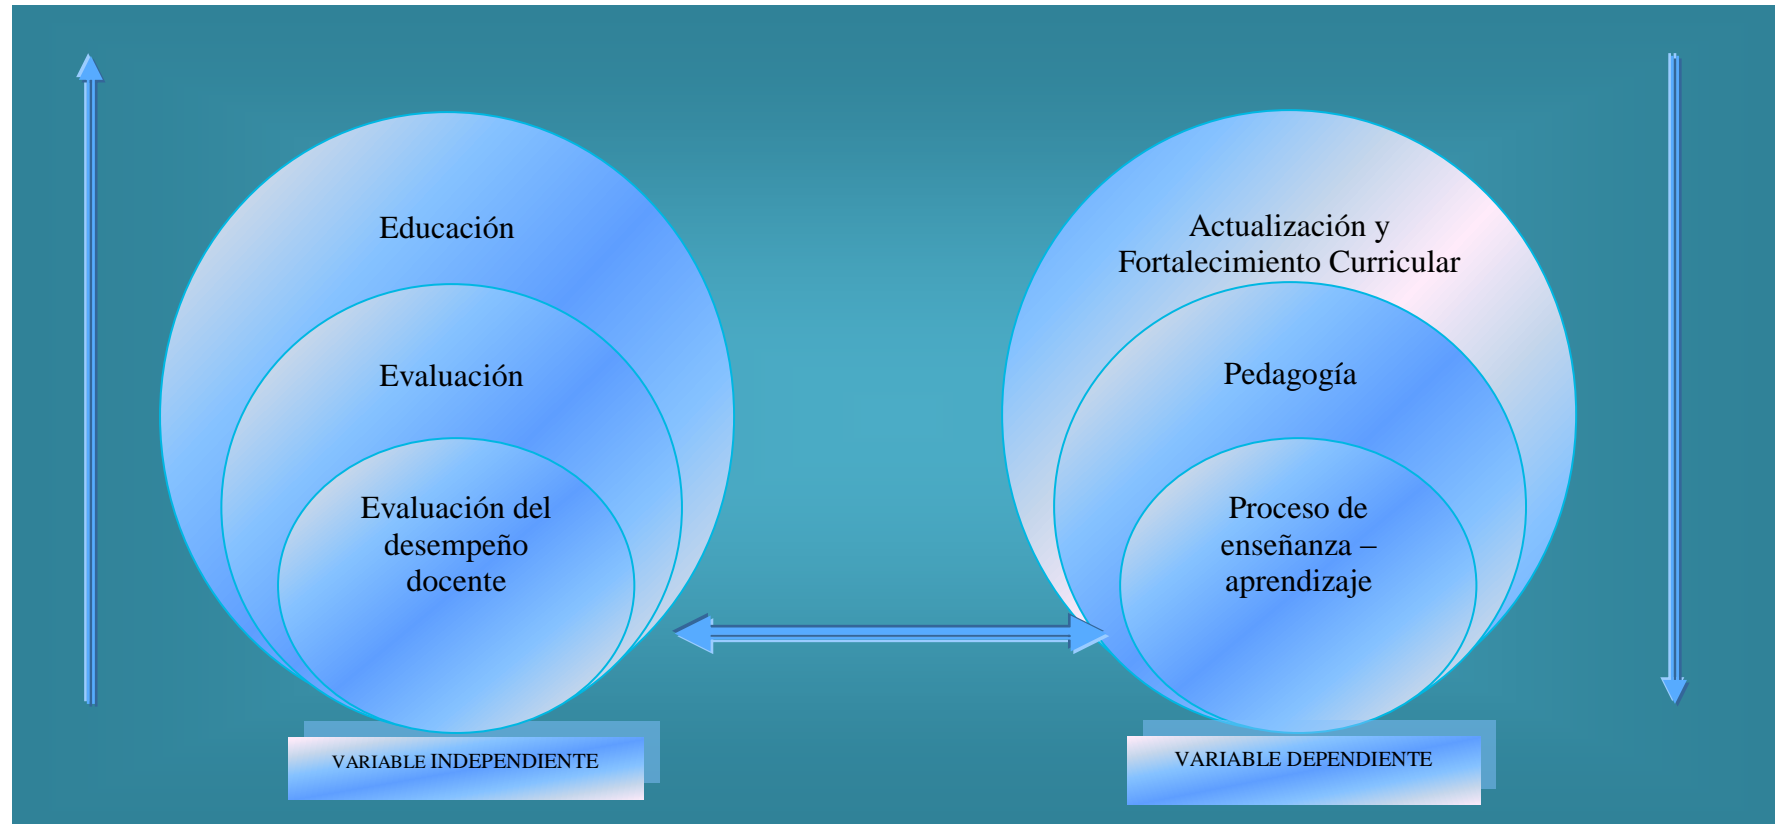 Educación
Evaluación
Evaluación del
desempeño
docente
VARIABLE INDEPENDIENTE
Actualización y
Fortalecimiento Curricular
Pedagogía
Proceso de
enseñanza –
aprendizaje
VARIABLE DEPENDIENTE